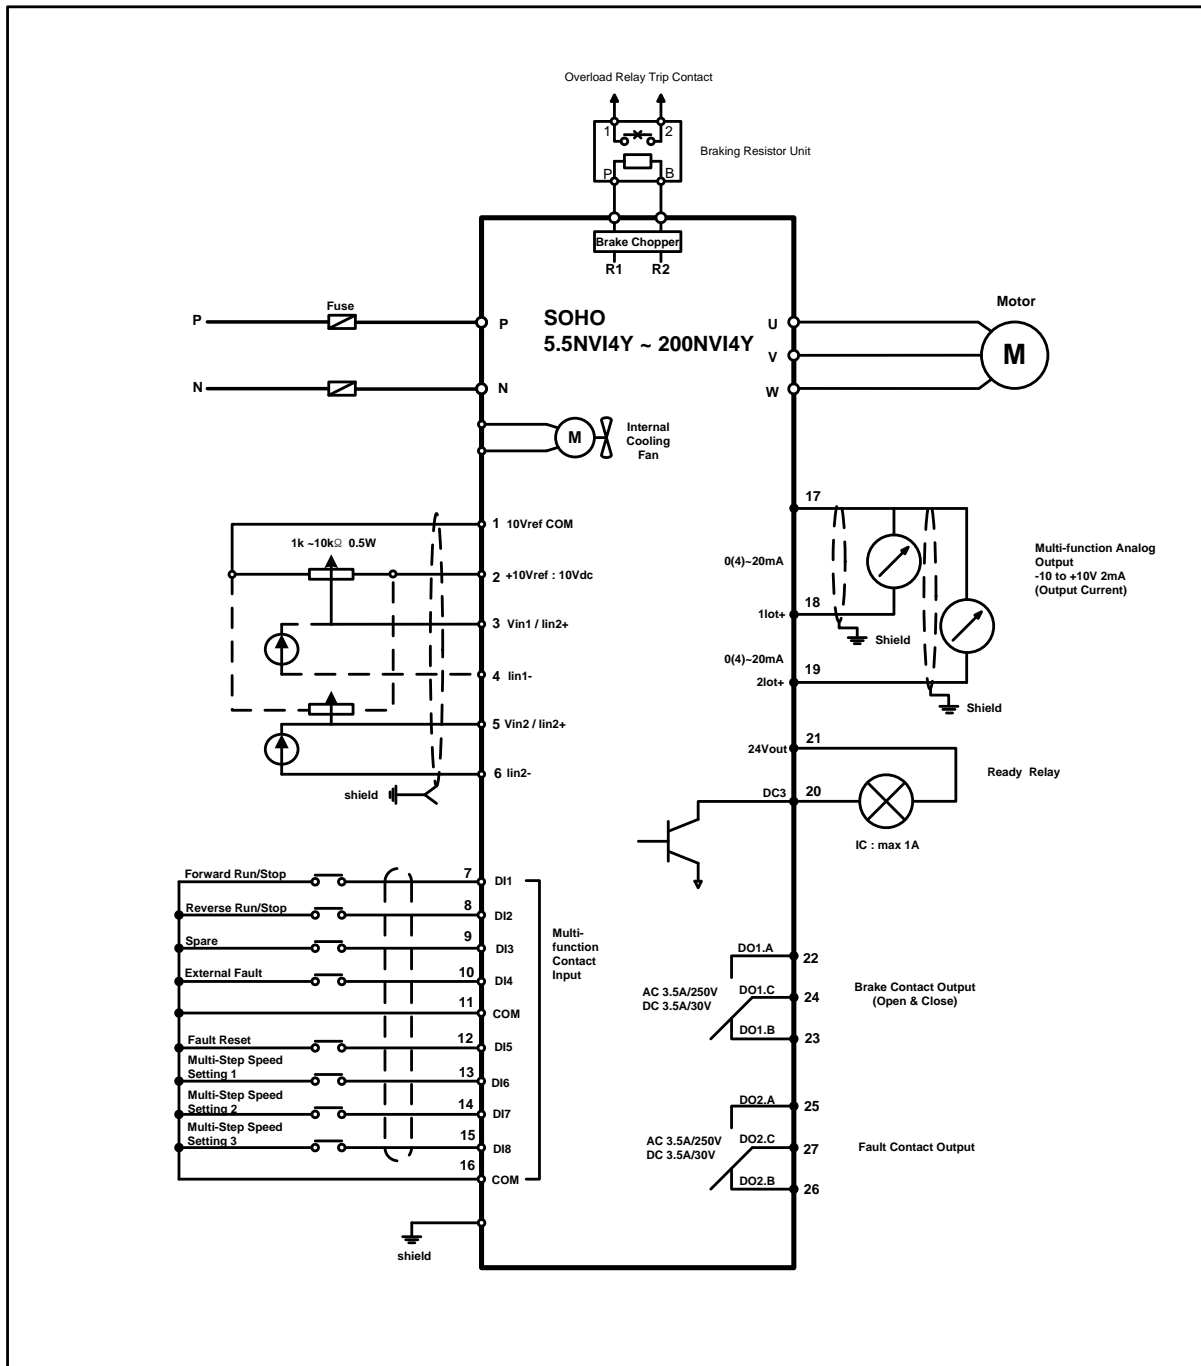 Overload Relay Trip Contact
1 2
Braking Resistor Unit
P B
Brake Chopper
R1 R2
Fuse
P
P
SOHO
5.5NVI4Y ~ 200NVI4Y
U
V
W
Motor
M
N
N
M
Internal
Cooling
Fan
1 10Vref COM
1k ~10kΩ 0.5W
2 +10Vref : 10Vdc
3 Vin1 / Iin2+
4 Iin1-
5 Vin2 / Iin2+
6 Iin2-
shield
17
0(4)~20mA
18
1Iot+
Shield
0(4)~20mA
19
2Iot+
Shield
Multi-function Analog
Output
-10 to +10V 2mA
(Output Current)
21
24Vout
Ready Relay
DC3 20
IC : max 1A
Forward Run/Stop 7 DI1
Reverse Run/Stop 8 DI2
Spare 9 DI3
External Fault 10 DI4
11 COM
Fault Reset 12 DI5
Multi-Step Speed
Setting 1 13 DI6
Multi-Step Speed
Setting 2 14 DI7
Multi-Step Speed
Setting 3 15 DI8
16 COM
Multi-
function
Contact
Input
shield
DO1.A 22
AC 3.5A/250V
DC 3.5A/30V
DO1.C 24
DO1.B 23
Brake Contact Output
(Open & Close)
DO2.A 25
AC 3.5A/250V
DC 3.5A/30V
DO2.C 27
DO2.B 26
Fault Contact Output